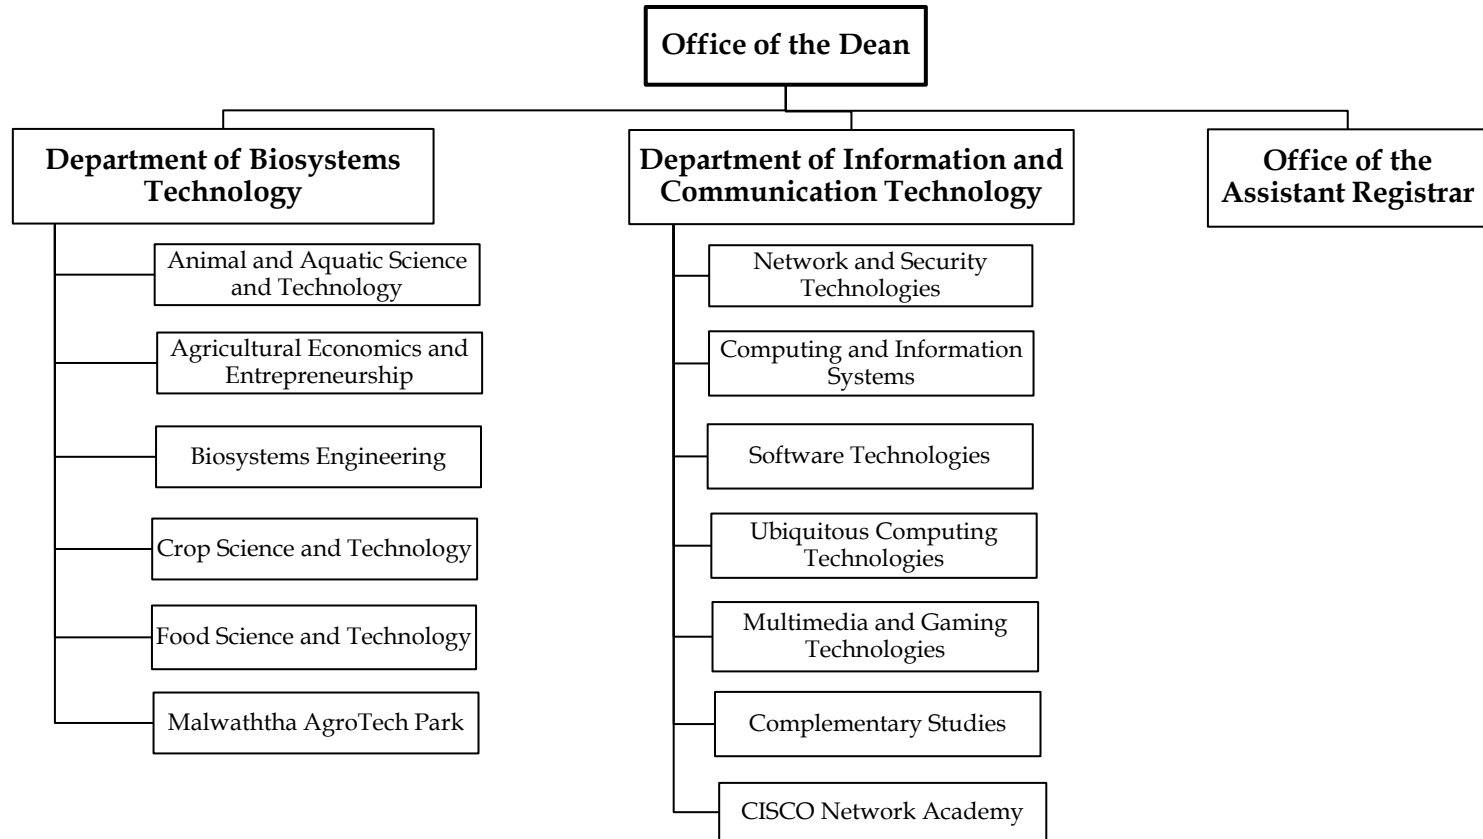 Office of the Dean
Department of Biosystems
Technology
Animal and Aquatic Science
and Technology
Agricultural Economics and
Entrepreneurship
Biosystems Engineering
Crop Science and Technology
Food Science and Technology
Malwaththa AgroTech Park
Department of Information and
Communication Technology
Network and Security
Technologies
Computing and Information
Systems
Software Technologies
Ubiquitous Computing
Technologies
Multimedia and Gaming
Technologies
Complementary Studies
CISCO Network Academy
Office of the
Assistant Registrar